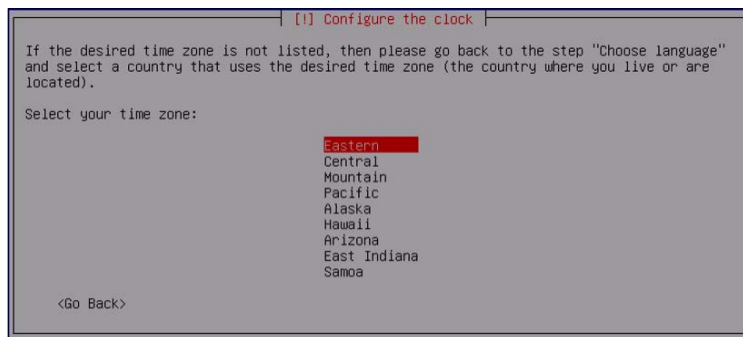 [!] Configure the clock
If the desired time zone is not listed, then please go back to the step "Choose language"
and select a country that uses the desired time zone (the country where you live or are
located).
Select your time zone:
Eastern
Central
Mountain
Pacific
Alaska
Hawaii
Arizona
East Indiana
Samoa
<Go Back>